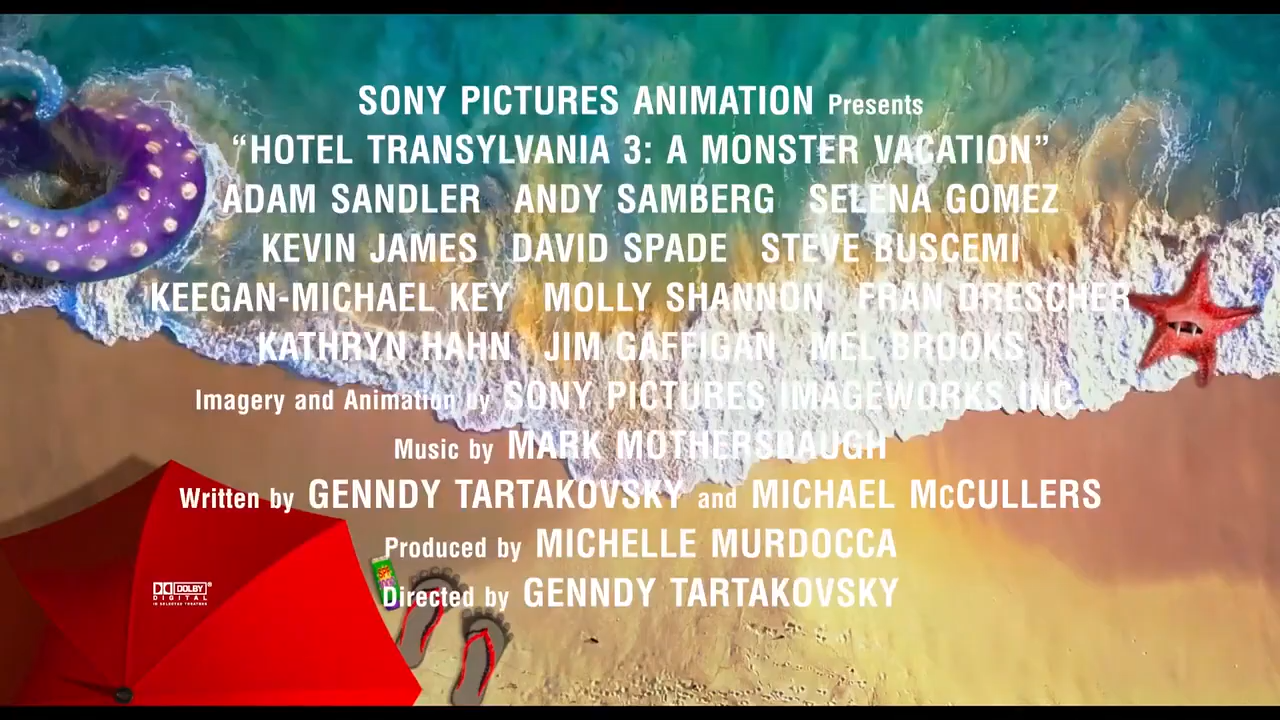 SONY PICTURES ANIMATION Presents
“HOTEL TRANSYLVANIA 3: A MONSTER VACATION”
ADAM SANDLER ANDY SAMBERG SELENA GOMEZ
KEVIN JAMES DAVID SPADE STEVE BUSCEMI
KEEGAN-MICHAEL KEY MOLLY SHANNON FRAN DRESCHER
KATHRYN HAHN JIM GAFFIGAN MEL BROOKS
Imagery and Animation by SONY PICTURES IMAGEWORKS INC.
Music by MARK MOTHERSBAUGH
Written by GENNDY TARTAKOVSKY and MICHAEL McCULLERS
Produced by MICHELLE MURDOCCA
Directed by GENNDY TARTAKOVSKY
DOLBY
DIGITAL
IN SELECTED THEATERS